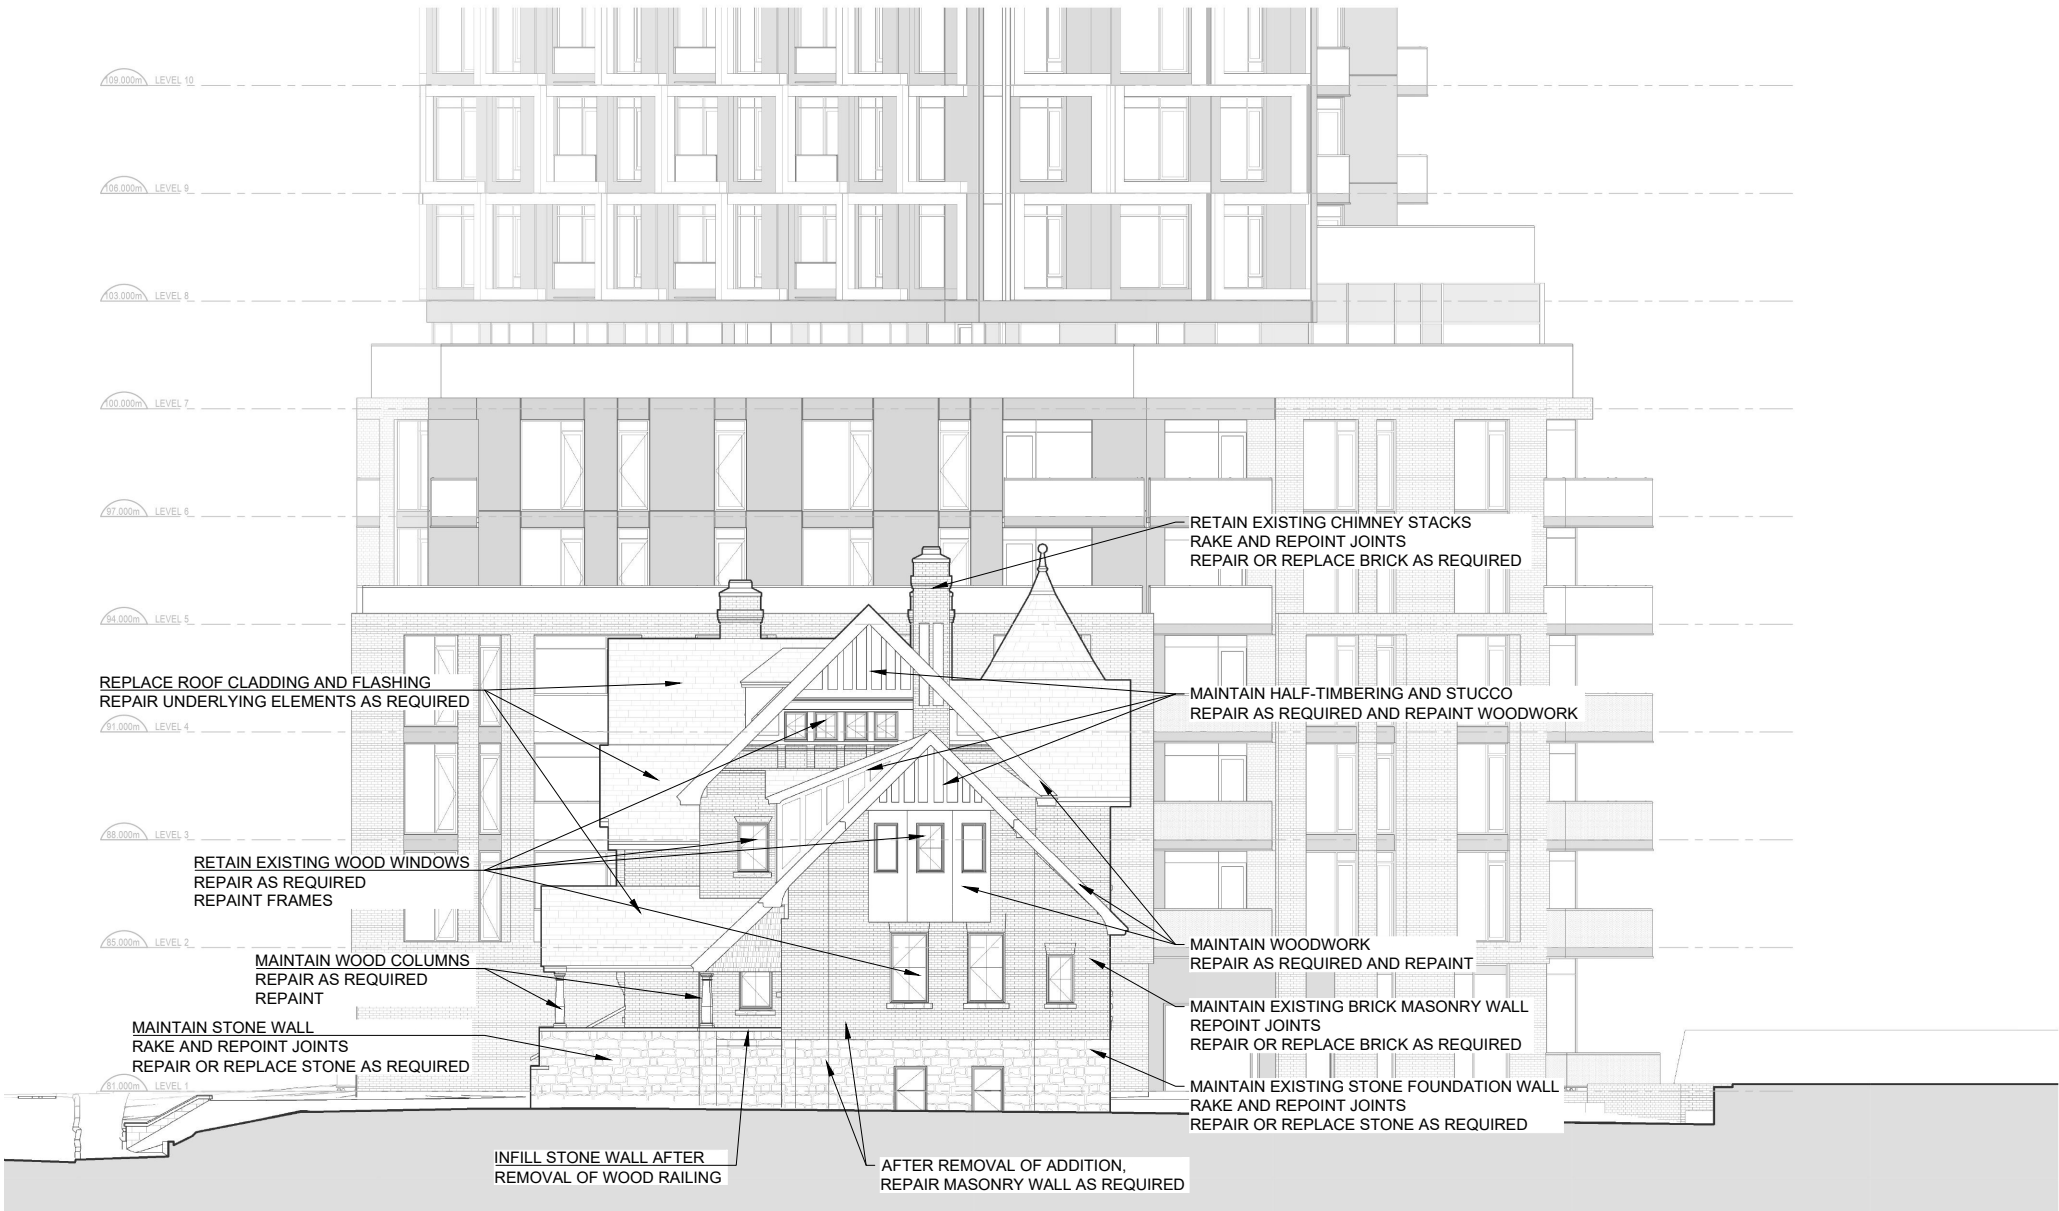 109.000m LEVEL 10
106.000m LEVEL 9
103.000m LEVEL 8
100.000m LEVEL 7
97.000m LEVEL 6
RETAIN EXISTING CHIMNEY STACKS
RAKE AND REPOINT JOINTS
REPAIR OR REPLACE BRICK AS REQUIRED
94.000m LEVEL 5
REPLACE ROOF CLADDING AND FLASHING
REPAIR UNDERLYING ELEMENTS AS REQUIRED
MAINTAIN HALF-TIMBERING AND STUCCO
REPAIR AS REQUIRED AND REPAINT WOODWORK
91.000m LEVEL 4
88.000m LEVEL 3
RETAIN EXISTING WOOD WINDOWS
REPAIR AS REQUIRED
REPAINT FRAMES
85.000m LEVEL 2
MAINTAIN WOODWORK
REPAIR AS REQUIRED AND REPAINT
MAINTAIN WOOD COLUMNS
REPAIR AS REQUIRED
REPAINT
MAINTAIN EXISTING BRICK MASONRY WALL
REPOINT JOINTS
REPAIR OR REPLACE BRICK AS REQUIRED
MAINTAIN STONE WALL
RAKE AND REPOINT JOINTS
REPAIR OR REPLACE STONE AS REQUIRED
81.000m LEVEL 1
MAINTAIN EXISTING STONE FOUNDATION WALL
RAKE AND REPOINT JOINTS
REPAIR OR REPLACE STONE AS REQUIRED
INFILL STONE WALL AFTER
REMOVAL OF WOOD RAILING
AFTER REMOVAL OF ADDITION,
REPAIR MASONRY WALL AS REQUIRED